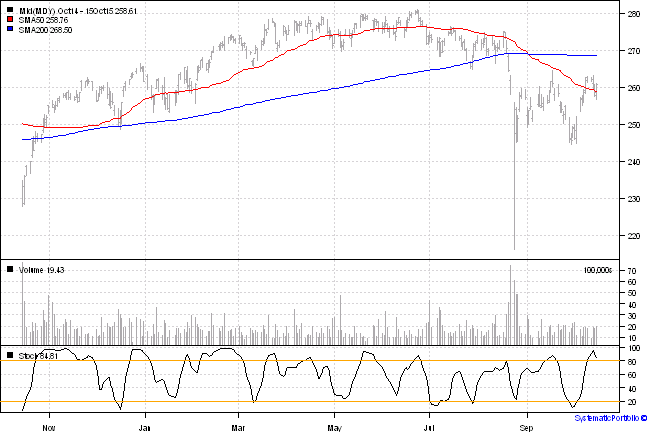 Mkt(MDY) Oct14 - 15Oct15 258.61
SMA50 258.76
SMA200 268.50
280
270
260
250
240
230
220
Volume 19.43
100,000s
70
60
50
40
30
20
10
Stoch 84.81
100
80
60
40
20
Nov
Jan
Mar
May
Jul
Sep
SystematicPortfolio ©